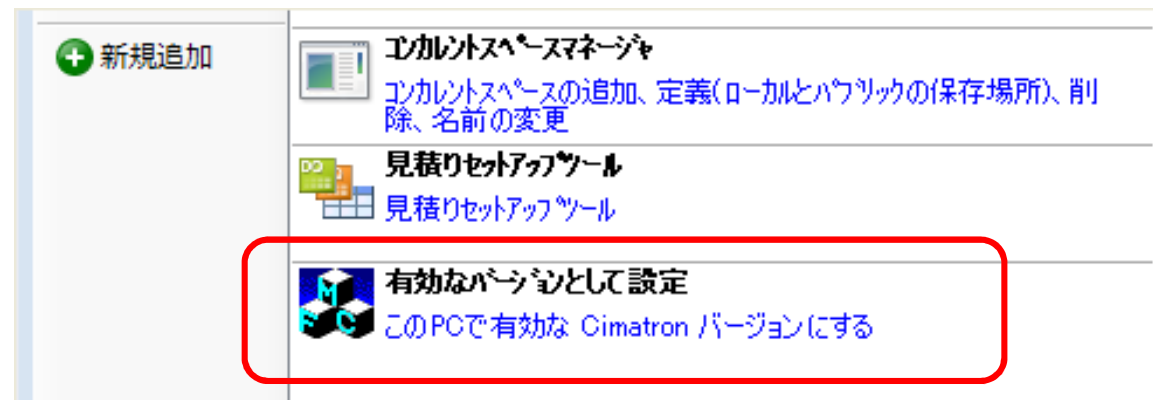 新規追加
コンカレントスペースマネージャ
コンカレントスペースの追加、定義(ローカルとパブリックの保存場所)、削
除、名前の変更
見積りセットアップツール
見積りセットアップツール
有効なバージョンとして設定
このPCで有効な Cimatron バージョンにする